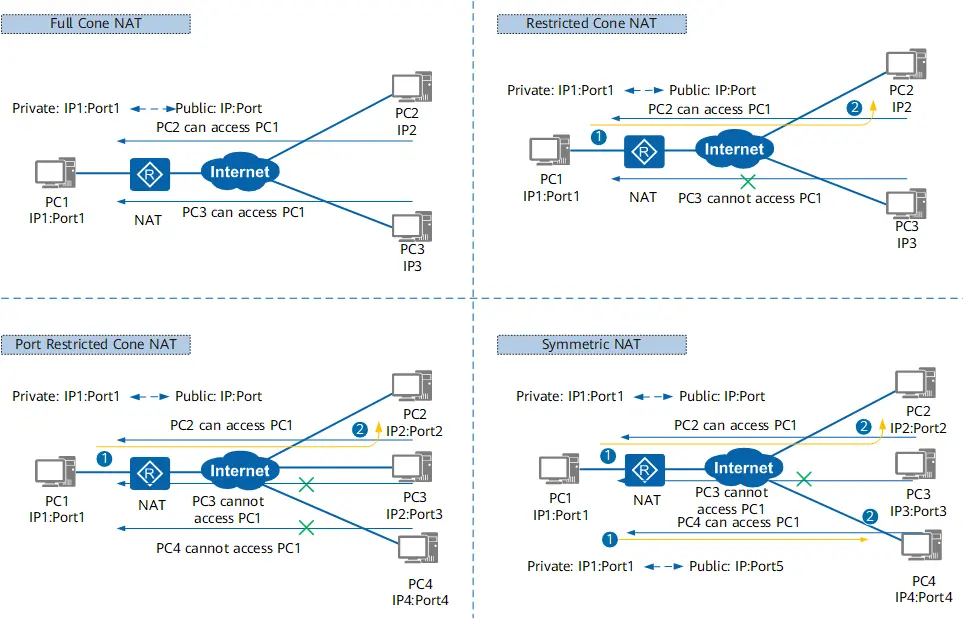 Full Cone NAT
Private: IP1:Port1
Public: IP:Port
PC2 can access PC1
PC2
IP2
Internet
R
PC1
IP1:Port1
NAT
PC3 can access PC1
PC3
IP3
Restricted Cone NAT
Private: IP1:Port1
Public: IP:Port
PC2 can access PC1
2
PC2
IP2
1
Internet
R
PC1
IP1:Port1
NAT
PC3 cannot access PC1
PC3
IP3
Port Restricted Cone NAT
Private: IP1:Port1
Public: IP:Port
PC2 can access PC1
2
PC2
IP2:Port2
1
Internet
R
PC1
IP1:Port1
NAT
PC3 cannot
access PC1
PC3
IP2:Port3
PC4 cannot access PC1
PC4
IP4:Port4
Symmetric NAT
Private: IP1:Port1
Public: IP:Port
PC2 can access PC1
2
PC2
IP2:Port2
1
Internet
R
PC1
IP1:Port1
NAT
PC3 cannot
access PC1
PC3
IP3:Port3
PC4 can access PC1
2
1
Private: IP1:Port1
Public: IP:Port5
PC4
IP4:Port4